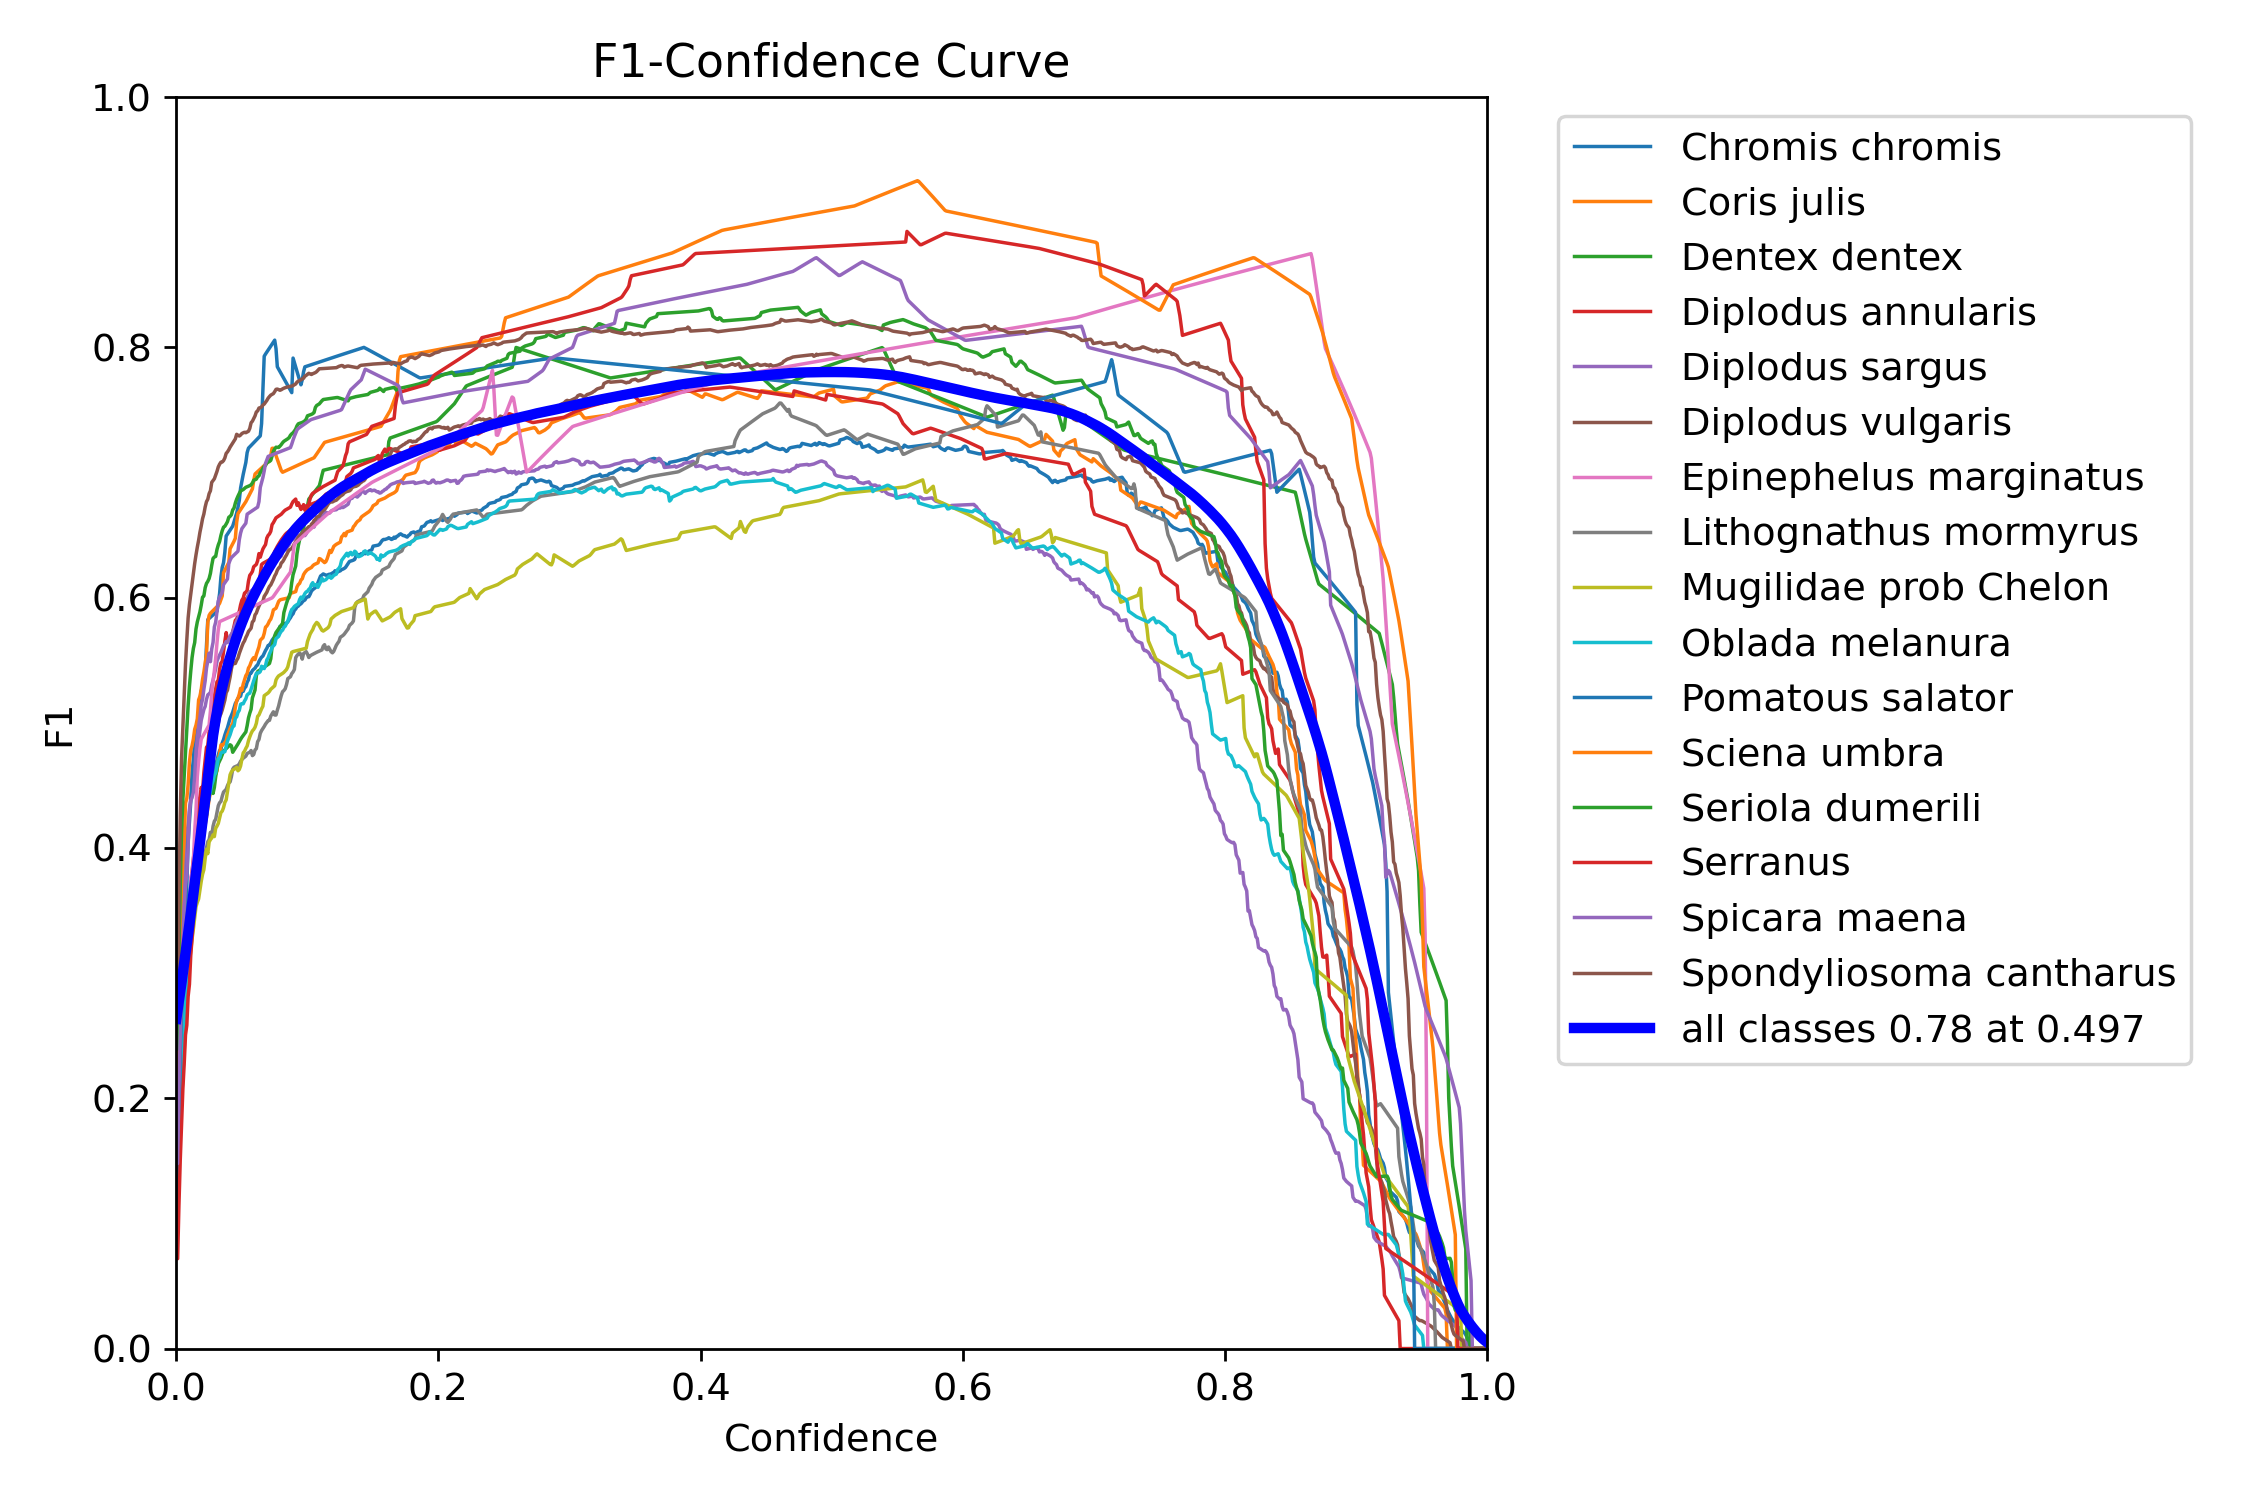 F1-Confidence Curve
1.0
0.8
0.6
0.4
0.2
0.0
F1
0.0 0.2 0.4 0.6 0.8 1.0
Confidence
Chromis chromis
Coris julis
Dentex dentex
Diplodus annularis
Diplodus sargus
Diplodus vulgaris
Epinephelus marginatus
Lithognathus mormyrus
Mugilidae prob Chelon
Oblada melanura
Pomatous salator
Sciena umbra
Seriola dumerili
Serranus
Spicara maena
Spondyliosoma cantharus
all classes 0.78 at 0.497